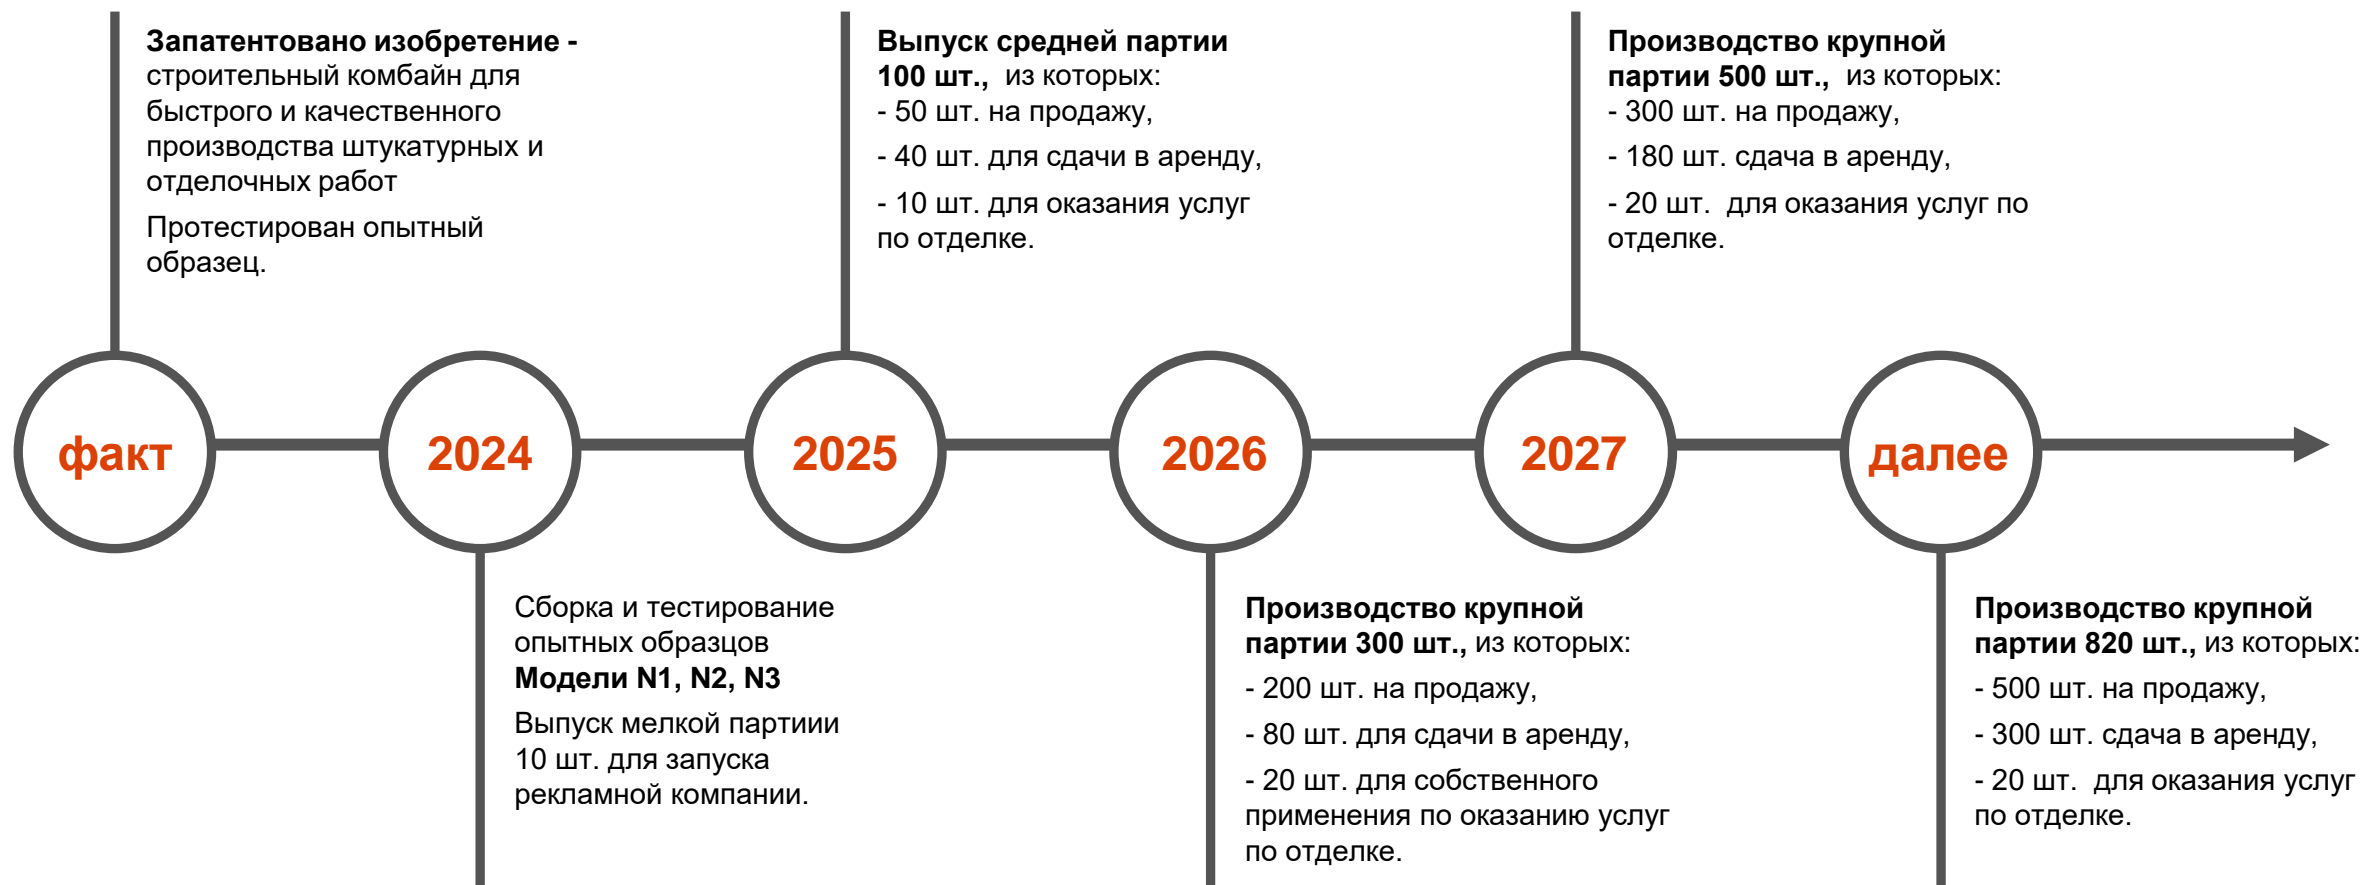 Запатентовано изобретение -
строительный комбайн для
быстрого и качественного
производства штукатурных и
отделочных работ
Протестирован опытный
образец.
Выпуск средней партии
100 шт., из которых:
- 50 шт. на продажу,
- 40 шт. для сдачи в аренду,
- 10 шт. для оказания услуг
по отделке.
Производство крупной
партии 500 шт., из которых:
- 300 шт. на продажу,
- 180 шт. сдача в аренду,
- 20 шт. для оказания услуг по
отделке.
факт
2024
2025
2026
2027
далее
Сборка и тестирование
опытных образцов
Модели N1, N2, N3
Выпуск мелкой партиии
10 шт. для запуска
рекламной компании.
Производство крупной
партии 300 шт., из которых:
- 200 шт. на продажу,
- 80 шт. для сдачи в аренду,
- 20 шт. для собственного
применения по оказанию услуг
по отделке.
Производство крупной
партии 820 шт., из которых:
- 500 шт. на продажу,
- 300 шт. сдача в аренду,
- 20 шт. для оказания услуг
по отделке.